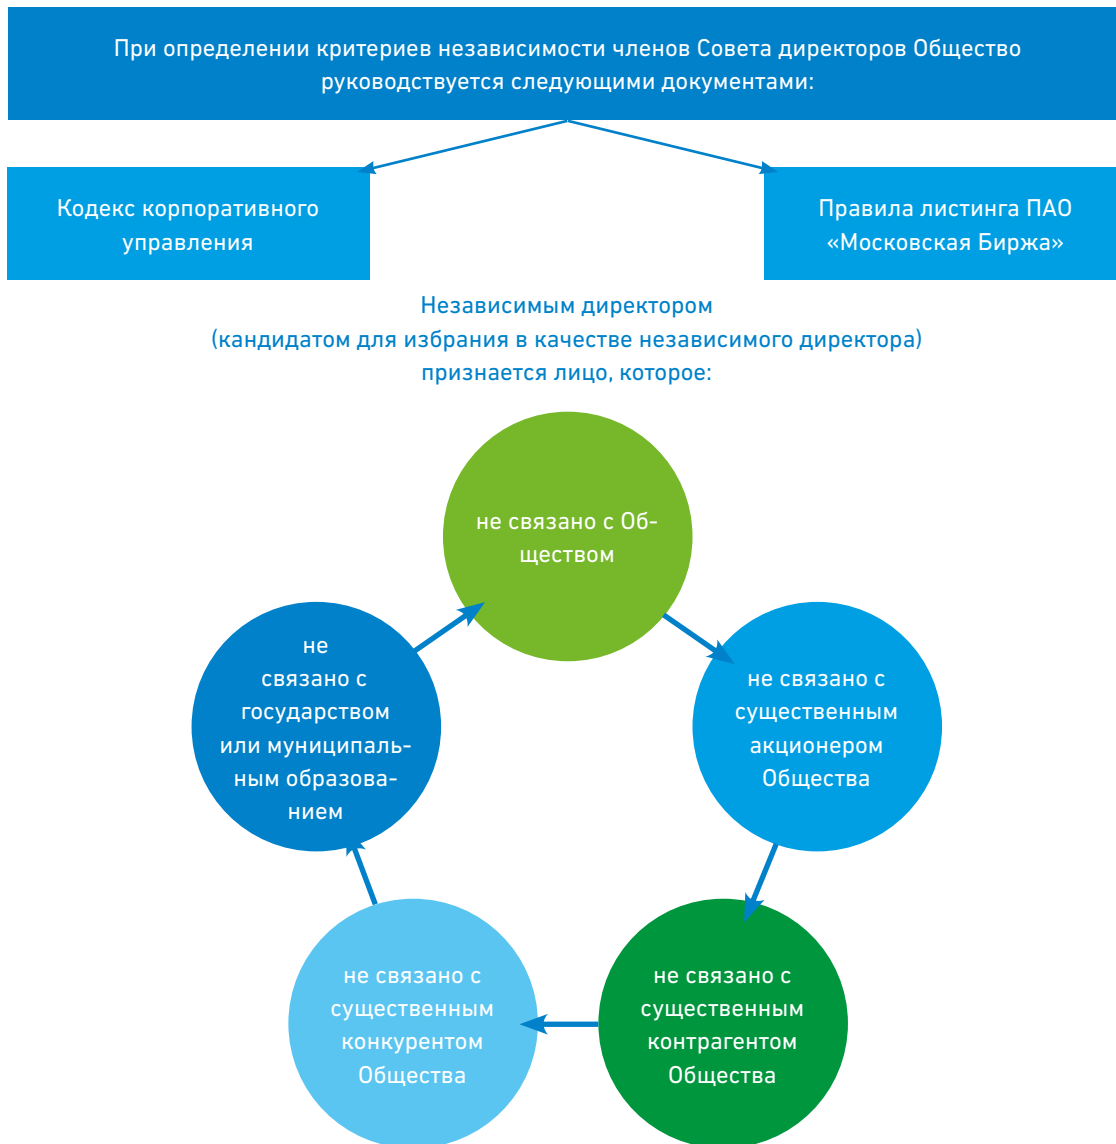 При определении критериев независимости членов Совета директоров Общество
руководствуется следующими документами:
Кодекс корпоративного
управления
Правила листинга ПАО
«Московская Биржа»
Независимым директором
(кандидатом для избрания в качестве независимого директора)
признается лицо, которое:
не связано с Об-
ществом
не связано с
существенным
акционером
Общества
не связано с
существенным
контрагентом
Общества
не связано с
существенным
конкурентом
Общества
не
связано с
государством
или муниципаль-
ным образова-
нием